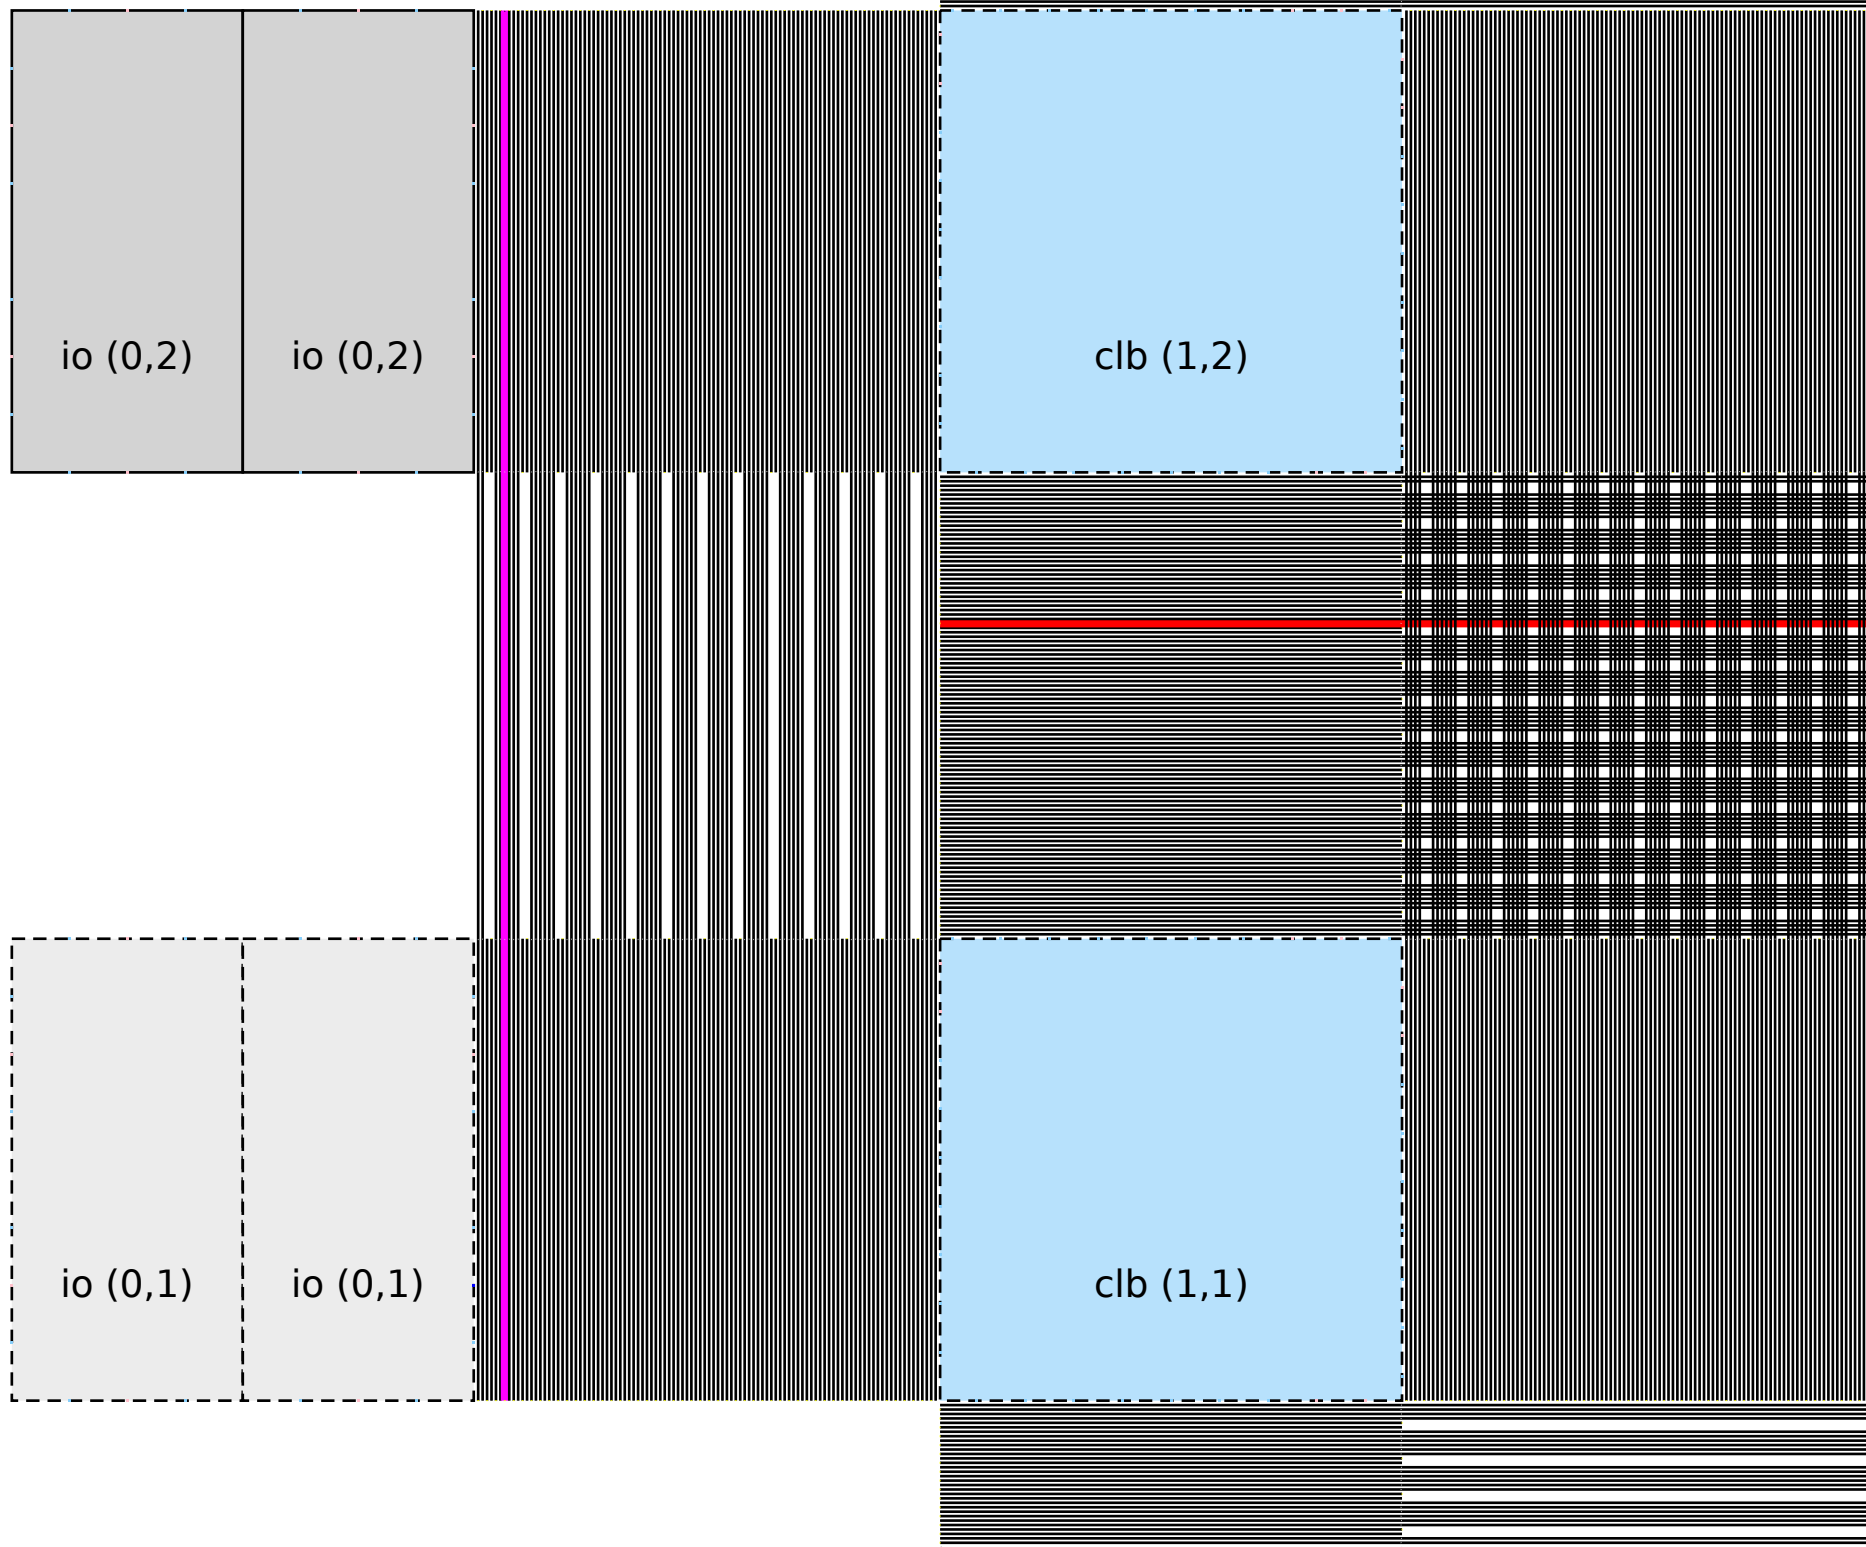 io (0,2) io (0,2) clb (1,2)
io (0,1) io (0,1) clb (1,1)